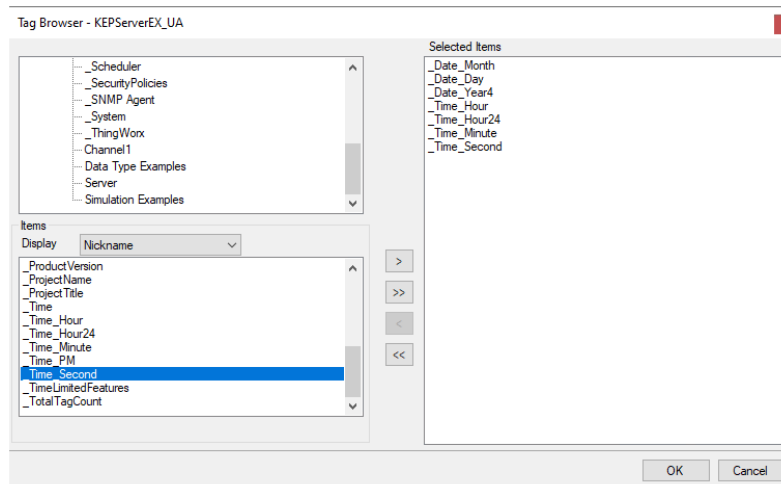 Tag Browser - KEPServerEX_UA
_Scheduler
_SecurityPolicies
_SNMP Agent
_System
_ThingWorx
Channel1
Data Type Examples
Server
Simulation Examples
Items
Display Nickname
_ProductVersion
_ProjectName
_ProjectTitle
_Time
_Time_Hour
_Time_Hour24
_Time_Minute
_Time_PM
_Time_Second
_TimeLimitedFeatures
_TotalTagCount
>
>>
<
<<
Selected Items
_Date_Month
_Date_Day
_Date_Year4
_Time_Hour
_Time_Hour24
_Time_Minute
_Time_Second
OK Cancel